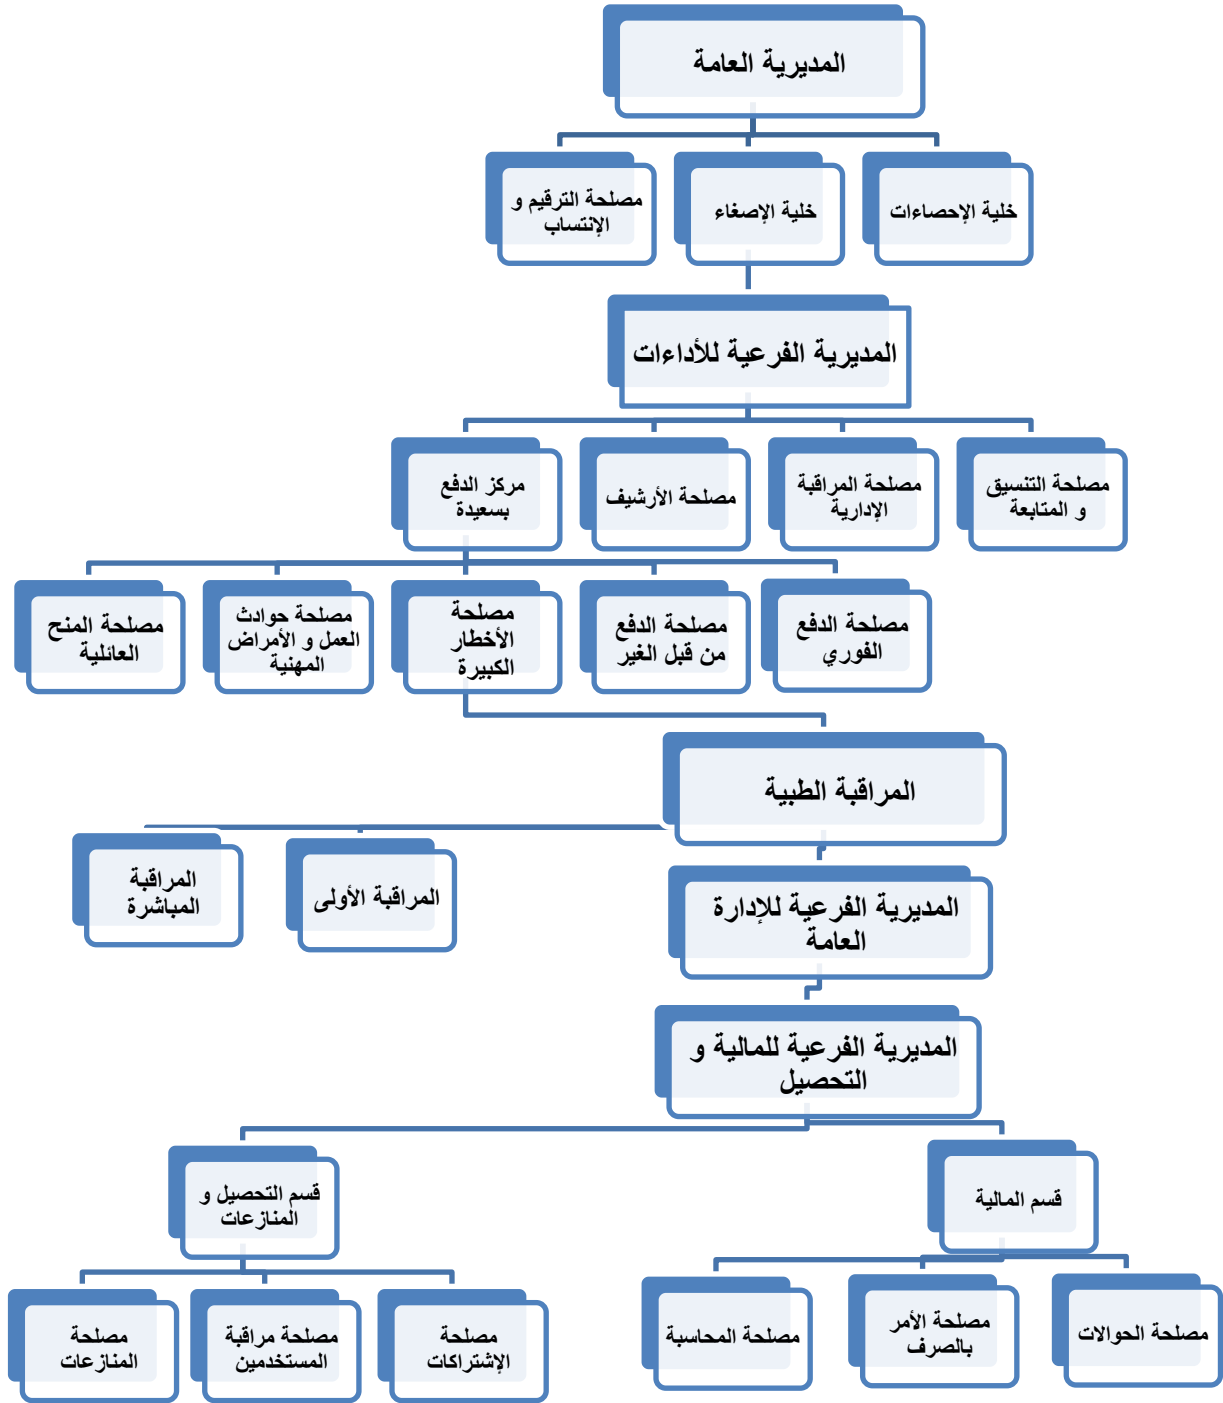 المديرية العامة
خلية الإحصاءات
خلية الإصغاء
مصلحة الترقيم و
الإنتساب
المديرية الفرعية للأداءات
مصلحة التنسيق
و المتابعة
مصلحة المراقبة
الإدارية
مصلحة الأرشيف
مركز الدفع
بسعيدة
مصلحة الدفع
الفوري
مصلحة الدفع
من قبل الغير
مصلحة
الأخطار
الكبيرة
مصلحة حوادث
العمل و الأمراض
المهنية
مصلحة المنح
العائلية
المراقبة الطبية
المراقبة الأولى
المراقبة
المباشرة
المديرية الفرعية للإدارة
العامة
المديرية الفرعية للمالية و
التحصيل
قسم المالية
قسم التحصيل و
المنازعات
مصلحة الحوالات
مصلحة الأمر
بالصرف
مصلحة المحاسبة
مصلحة
الإشتراكات
مصلحة مراقبة
المستخدمين
مصلحة
المنازعات